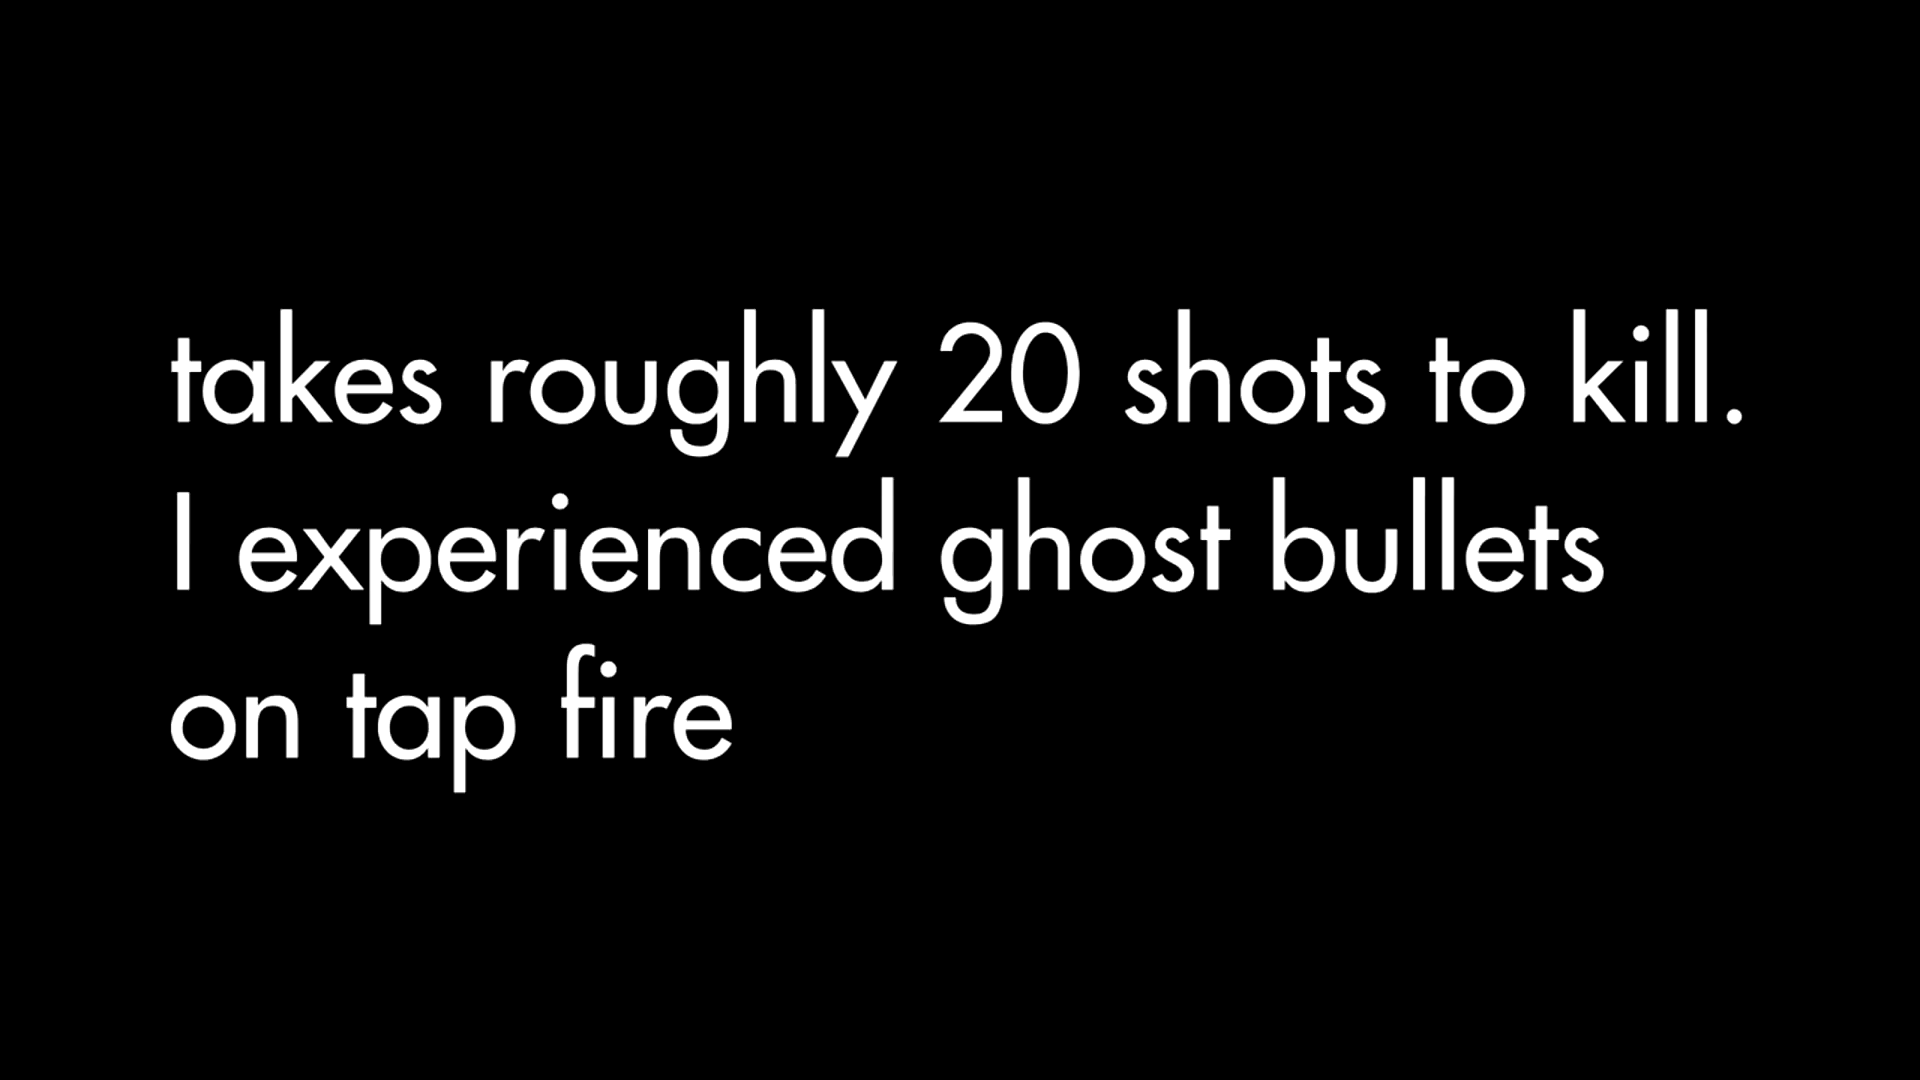 takes roughly 20 shots to kill.
I experienced ghost bullets
on tap fire